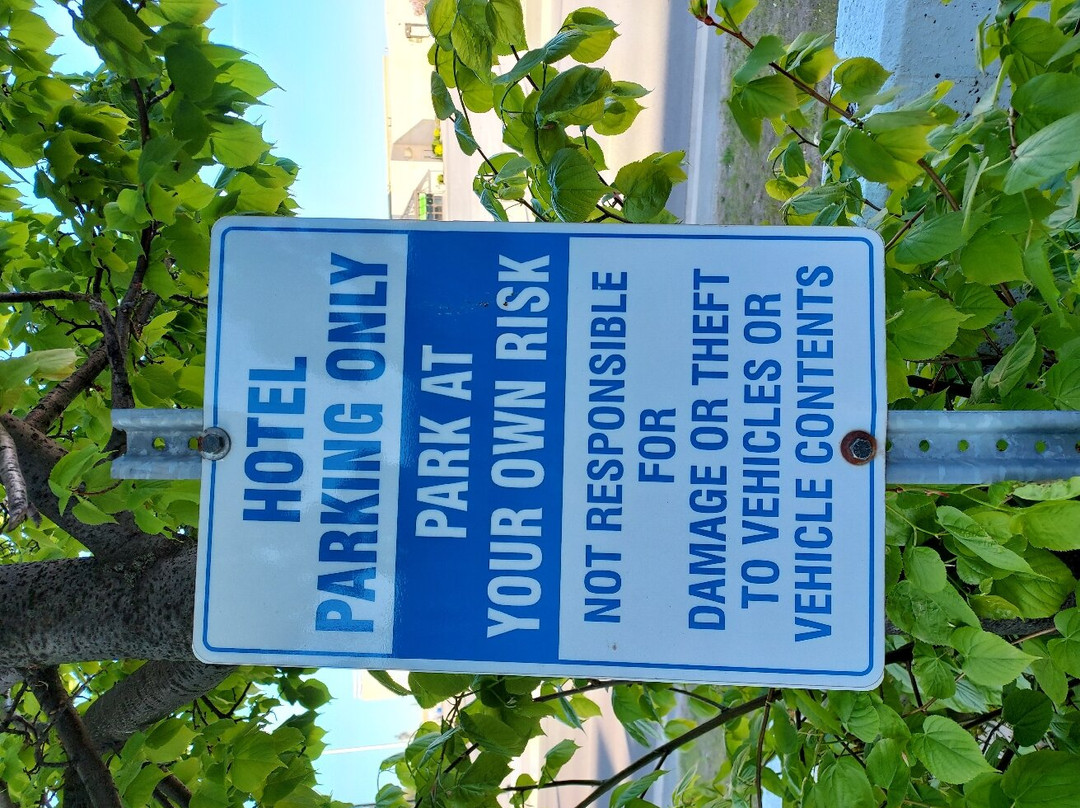 HOTEL
PARKING ONLY
PARK AT
YOUR OWN RISK
NOT RESPONSIBLE
FOR
DAMAGE OR THEFT
TO VEHICLES OR
VEHICLE CONTENTS